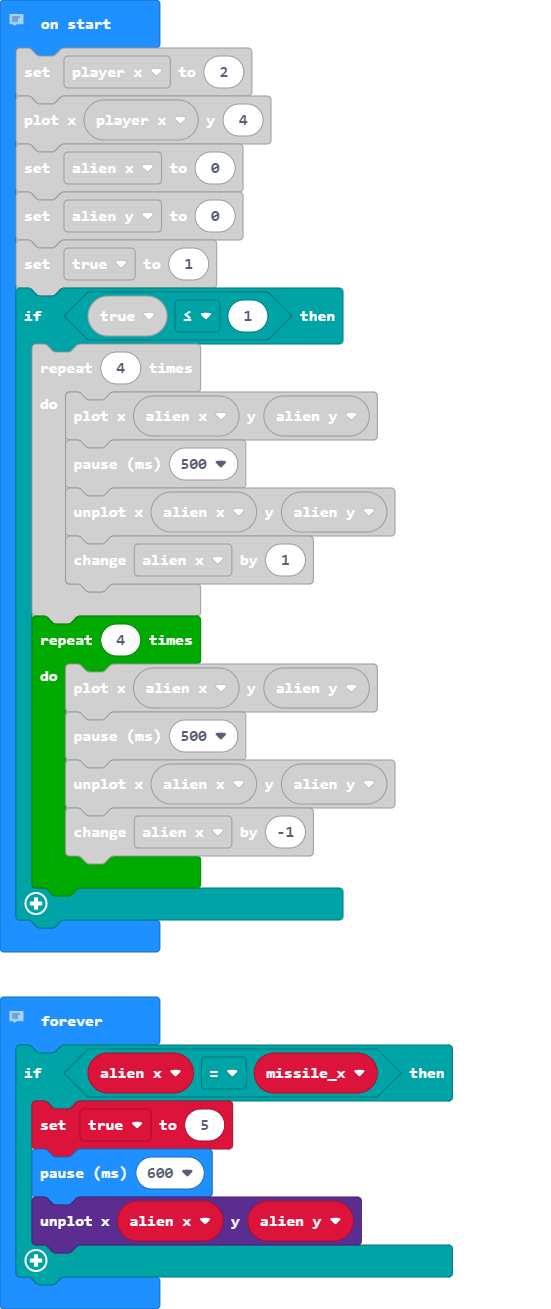 on start
set player x to 2
plot x player x y 4
set alien x to 0
set alien y to 0
set true to 1
if true ≤ 1 then
repeat 4 times
do
plot x alien x y alien y
pause (ms) 500
unplot x alien x y alien y
change alien x by 1
repeat 4 times
do
plot x alien x y alien y
pause (ms) 500
unplot x alien x y alien y
change alien x by -1
forever
if alien x = missile_x then
set true to 5
pause (ms) 600
unplot x alien x y alien y